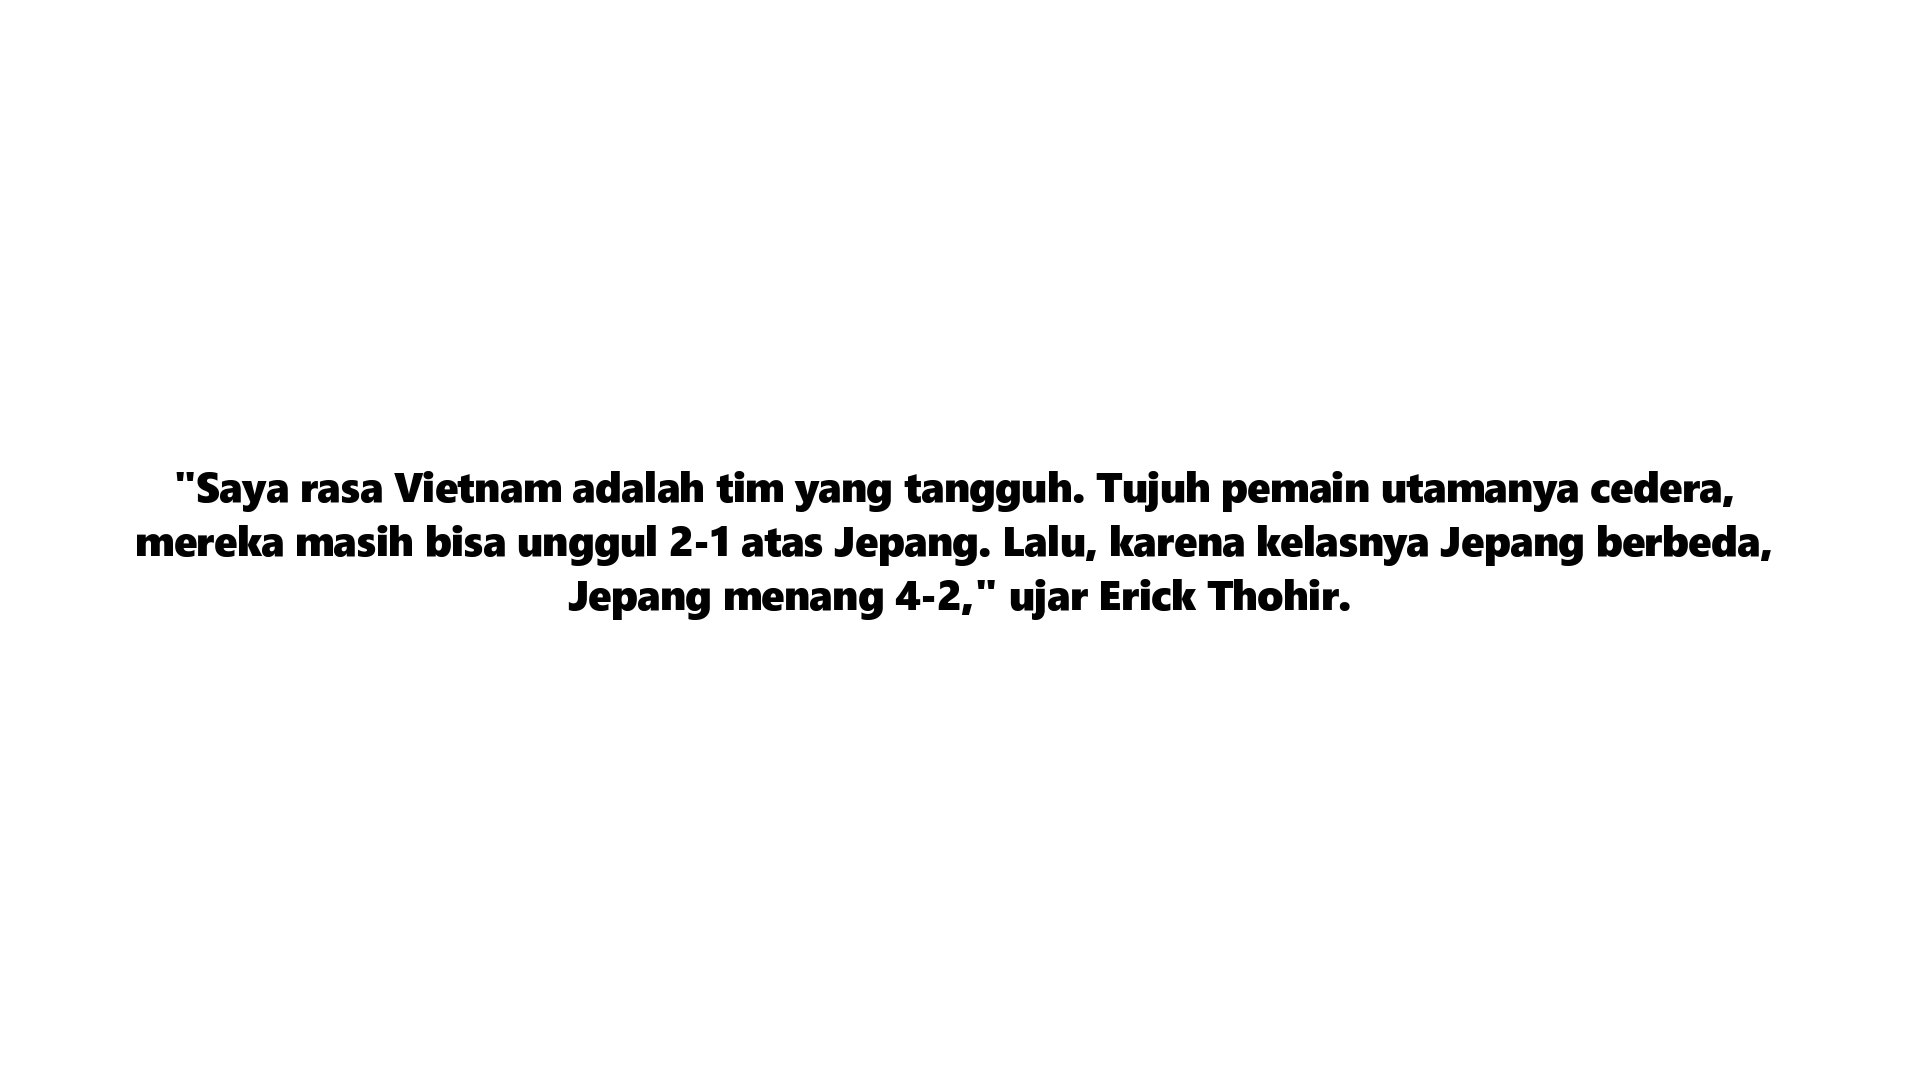 "Saya rasa Vietnam adalah tim yang tangguh. Tujuh pemain utamanya cedera,
mereka masih bisa unggul 2-1 atas Jepang. Lalu, karena kelasnya Jepang berbeda,
Jepang menang 4-2," ujar Erick Thohir.